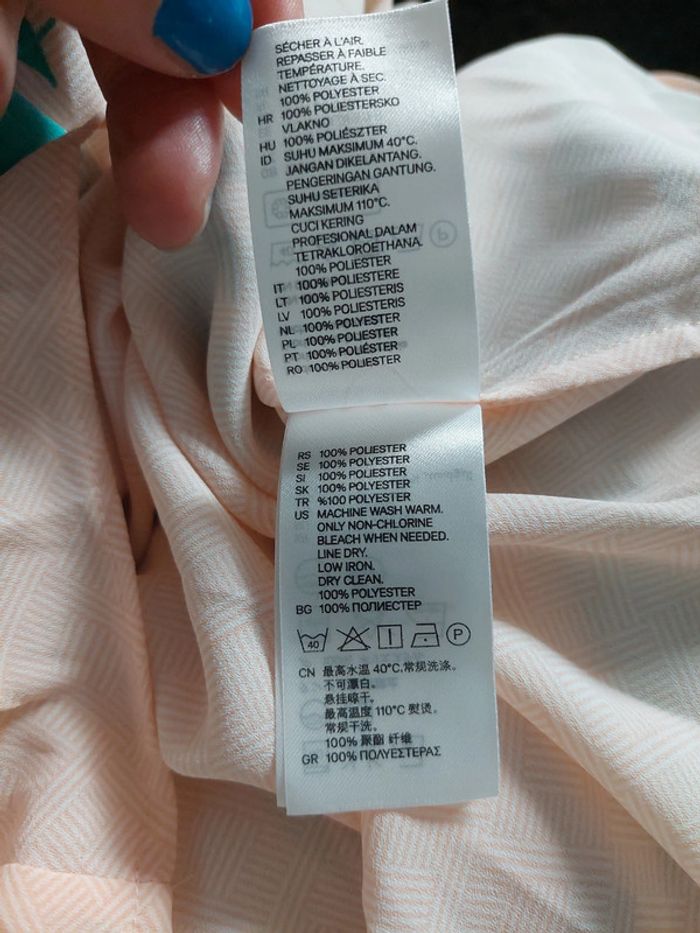 SÉCHER À L'AIR.
REPASSER À FAIBLE
TEMPÉRATURE.
NETTOYAGE À SEC.
100% POLYESTER
HR 100% POLIESTERSKO
VLAKNO
HU 100% POLIÉSZTER
ID SUHU MAKSIMUM 40°C.
JANGAN DIKELANTANG.
PENGERINGAN GANTUNG.
SUHU SETERIKA
MAKSIMUM 110°C.
CUCI KERING
PROFESIONAL DALAM
TETRAKLOROETHANA.
100% POLIESTER
IT 100% POLIESTERE
LT 100% POLIESTERIS
LV 100% POLIESTERIS
NL 100% POLYESTER
PL 100% POLIESTER
PT 100% POLIÉSTER
RO 100% POLIESTER
RS 100% POLIESTER
SE 100% POLYESTER
SI 100% POLIESTER
SK 100% POLYESTER
TR %100 POLYESTER
US MACHINE WASH WARM.
ONLY NON-CHLORINE
BLEACH WHEN NEEDED.
LINE DRY.
LOW IRON.
DRY CLEAN.
100% POLYESTER
BG 100% ПОЛИЕСТЕР
40 P
CN 最高水温 40°C.常规洗涤。
不可漂白。
悬挂晾干。
最高温度 110°C 熨烫。
常规干洗。
100% 聚酯 纤维
GR 100% ΠΟΛΥΕΣΤΕΡΑΣ